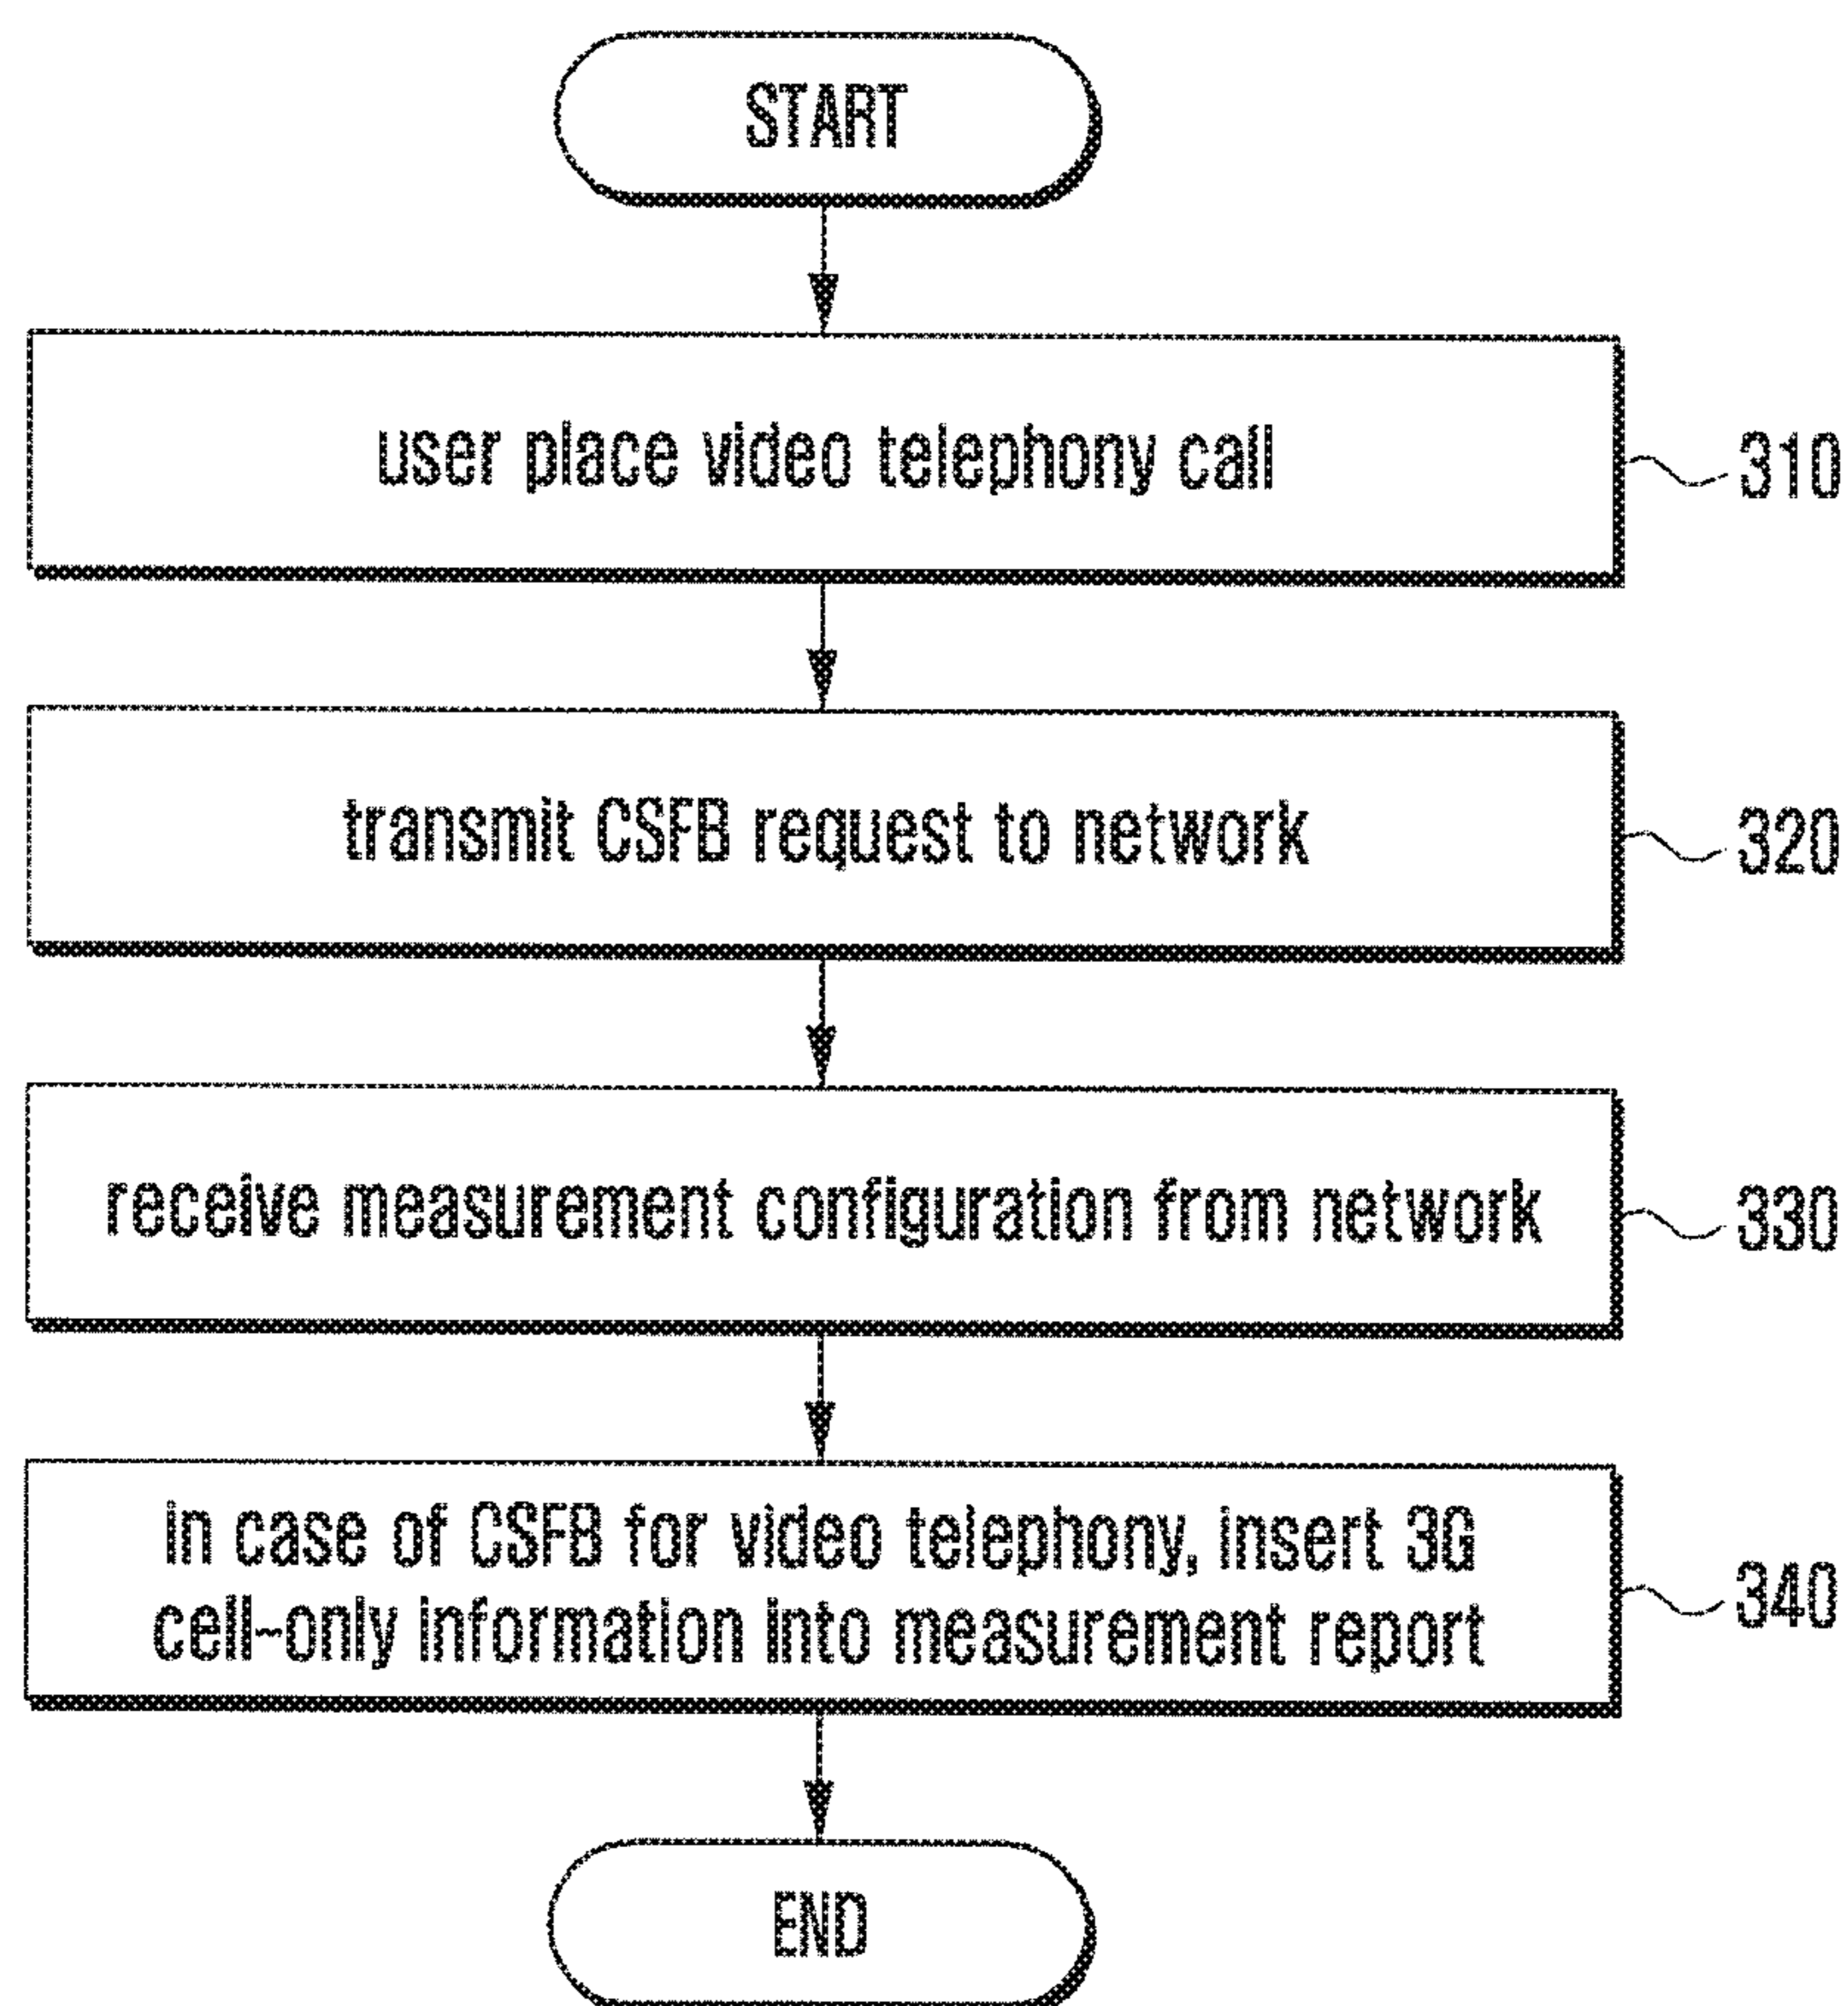 START
user place video telephony call
310
transmit CSFB request to network
320
receive measurement configuration from network
330
in case of CSFB for video telephony, insert 3G
cell-only information into measurement report
340
END